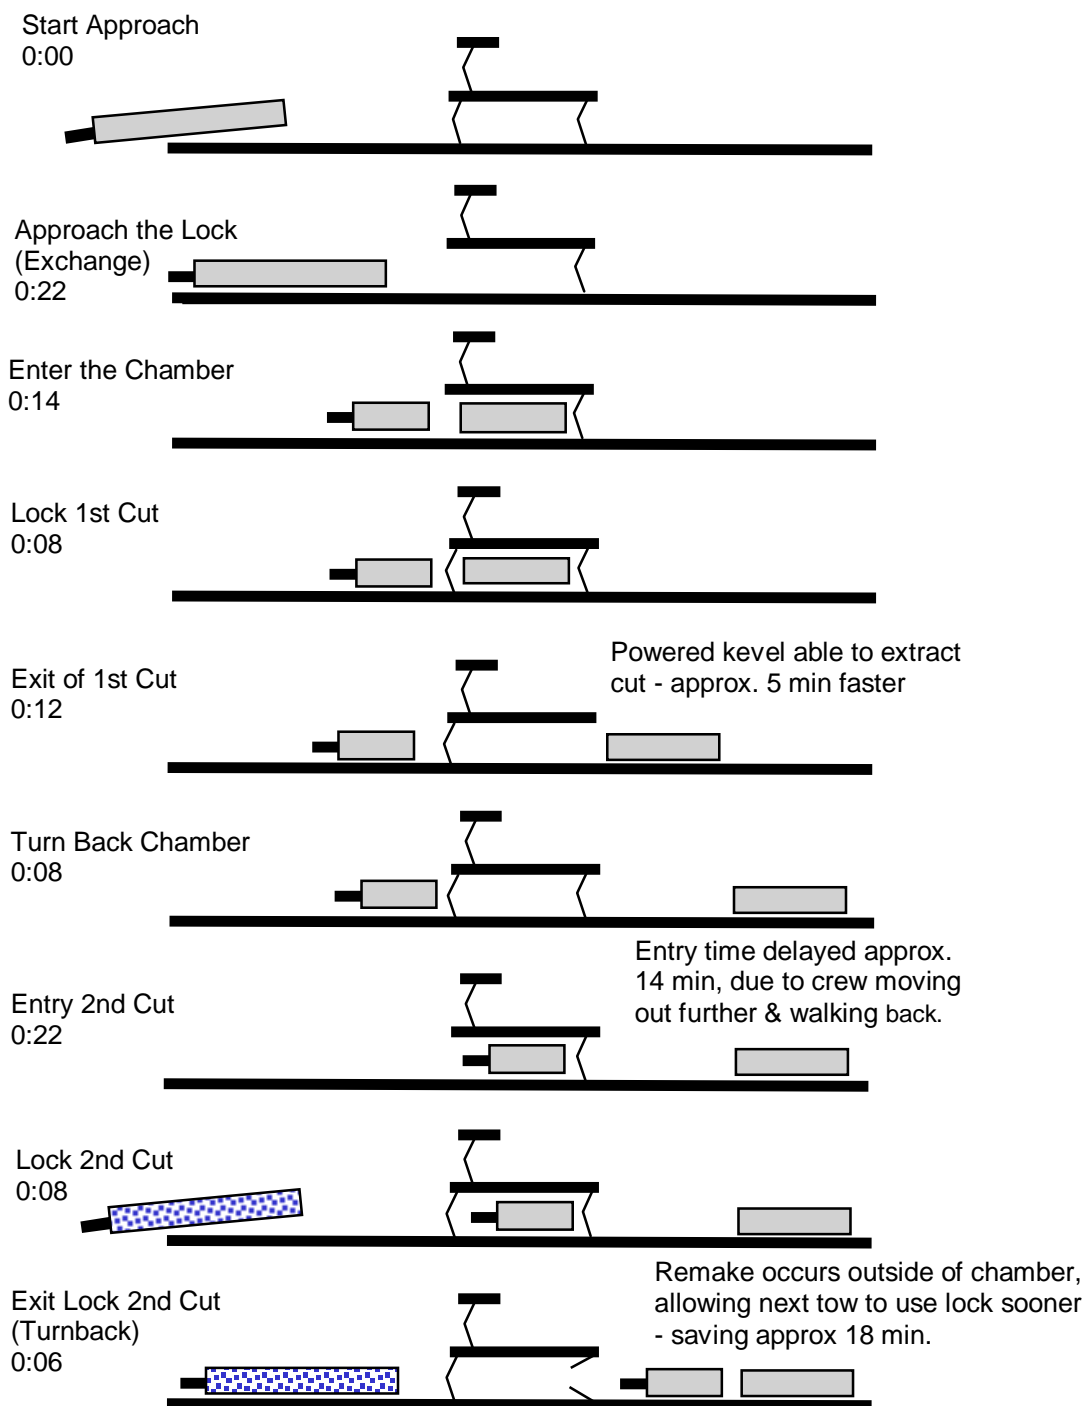 Start Approach
0:00
Approach the Lock
(Exchange)
0:22
Enter the Chamber
0:14
Lock 1st Cut
0:08
Exit of 1st Cut
0:12
Powered kevel able to extract
cut - approx. 5 min faster
Turn Back Chamber
0:08
Entry 2nd Cut
0:22
Entry time delayed approx.
14 min, due to crew moving
out further & walking back.
Lock 2nd Cut
0:08
Exit Lock 2nd Cut
(Turnback)
0:06
Remake occurs outside of chamber,
allowing next tow to use lock sooner
- saving approx 18 min.